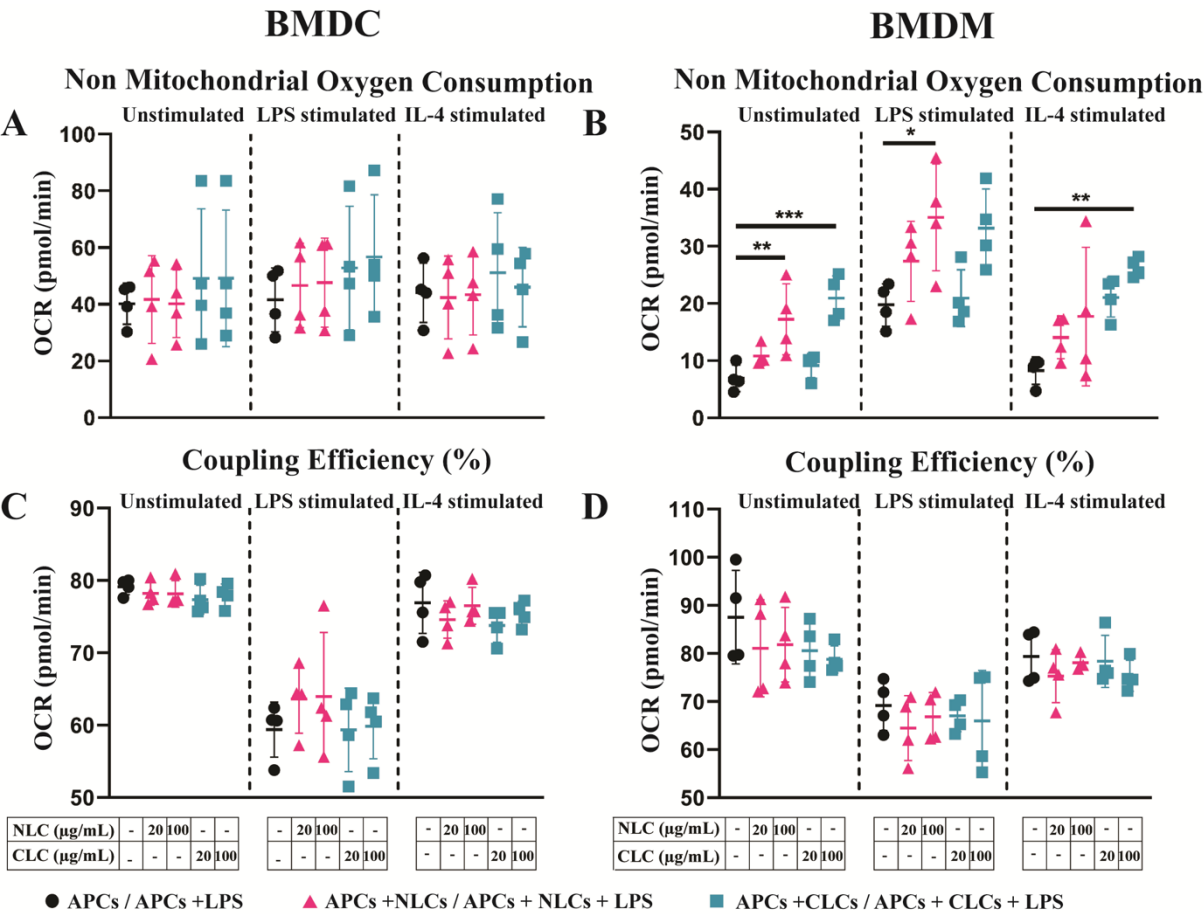 BMDC
BMDM
Non Mitochondrial Oxygen Consumption
Non Mitochondrial Oxygen Consumption
A
Unstimulated
LPS stimulated
IL-4 stimulated
OCR (pmol/min)
100
80
60
40
20
0
B
Unstimulated
LPS stimulated
IL-4 stimulated
OCR (pmol/min)
50
40
30
20
10
0
**
***
*
**
Coupling Efficiency (%)
Coupling Efficiency (%)
C
Unstimulated
LPS stimulated
IL-4 stimulated
OCR (pmol/min)
90
80
70
60
50
D
Unstimulated
LPS stimulated
IL-4 stimulated
OCR (pmol/min)
110
100
90
80
70
60
50
NLC (µg/mL) - 20 100 - - - 20 100 - - - 20 100 - -
CLC (µg/mL) - - - 20 100 - - - 20 100 - - - 20 100
NLC (µg/mL) - 20 100 - - - 20 100 - - - 20 100 - -
CLC (µg/mL) - - - 20 100 - - - 20 100 - - - 20 100
APCs / APCs +LPS
APCs +NLCs / APCs + NLCs + LPS
APCs +CLCs / APCs + CLCs + LPS